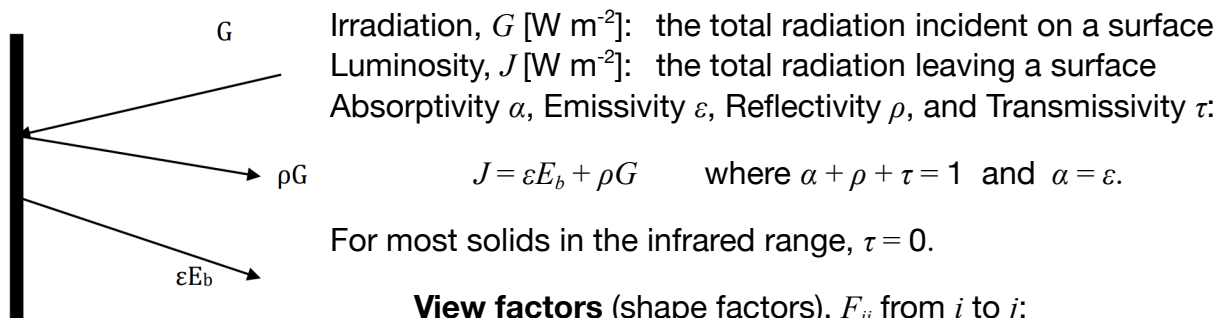 G
Irradiation, G [W m⁻²]: the total radiation incident on a surface
Luminosity, J [W m⁻²]: the total radiation leaving a surface
Absorptivity α, Emissivity ε, Reflectivity ρ, and Transmissivity τ:
ρG
J = εE_b + ρG where α + ρ + τ = 1 and α = ε.
For most solids in the infrared range, τ = 0.
εE_b
View factors (shape factors), F_ij from i to j: